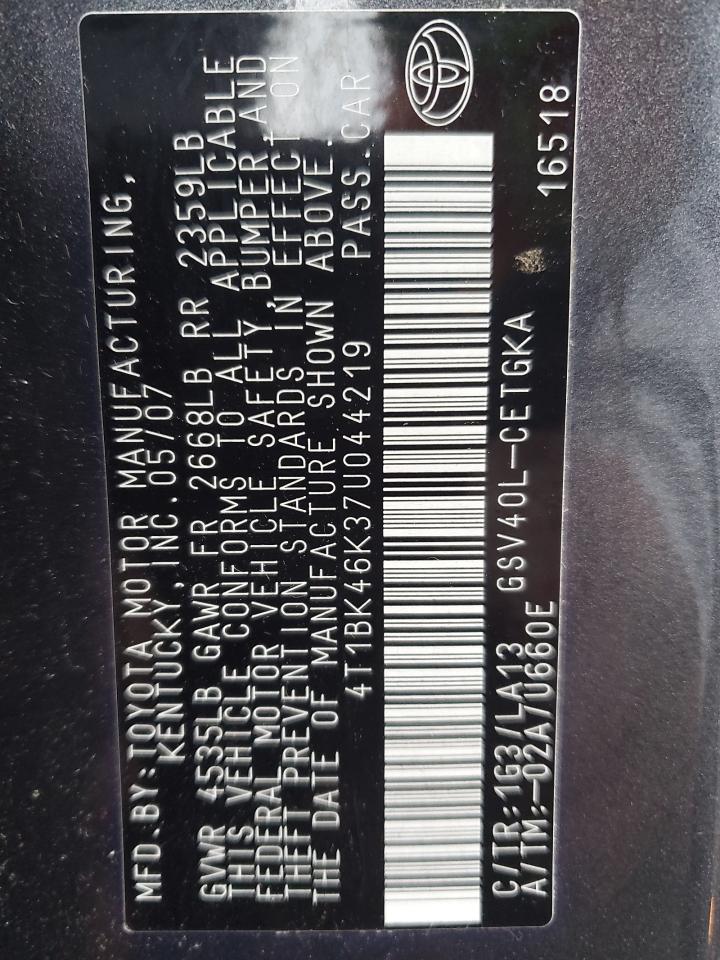 MFD.BY:TOYOTA MOTOR MANUFACTURING,
KENTUCKY,INC.05/07
GVWR 4535LB GAWR FR 2668LB RR 2359LB
THIS VEHICLE CONFORMS TO ALL APPLICABLE
FEDERAL MOTOR VEHICLE SAFETY,BUMPER,AND
THEFT PREVENTION STANDARDS IN EFFECT ON
THE DATE OF MANUFACTURE SHOWN ABOVE.
4T1BK46K37U044219 PASS.CAR
C/TR:1G3/LA13 GSV40L-CETGKA 16518
A/TM:-02A/U660E